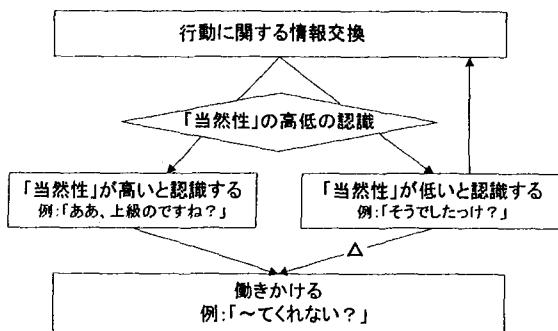 行動に関する情報交換
「当然性」の高低の認識
「当然性」が高いと認識する
例:「ああ、上級のですね?」
「当然性」が低いと認識する
例:「そうでしたっけ?」
△
働きかける
例:「~てくれない?」